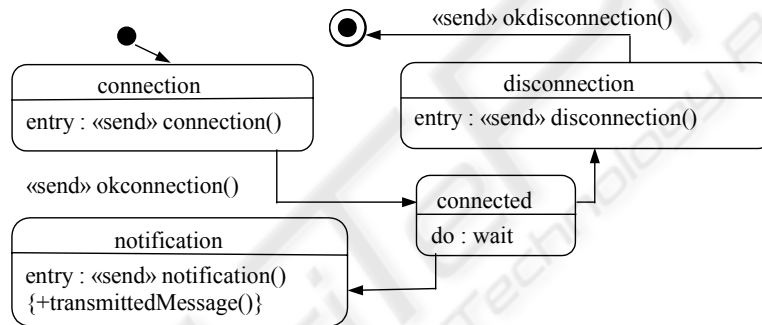 «send» okdisconnection()
connection
entry : «send» connection()
disconnection
entry : «send» disconnection()
«send» okconnection()
connected
do : wait
notification
entry : «send» notification()
{+transmittedMessage()}